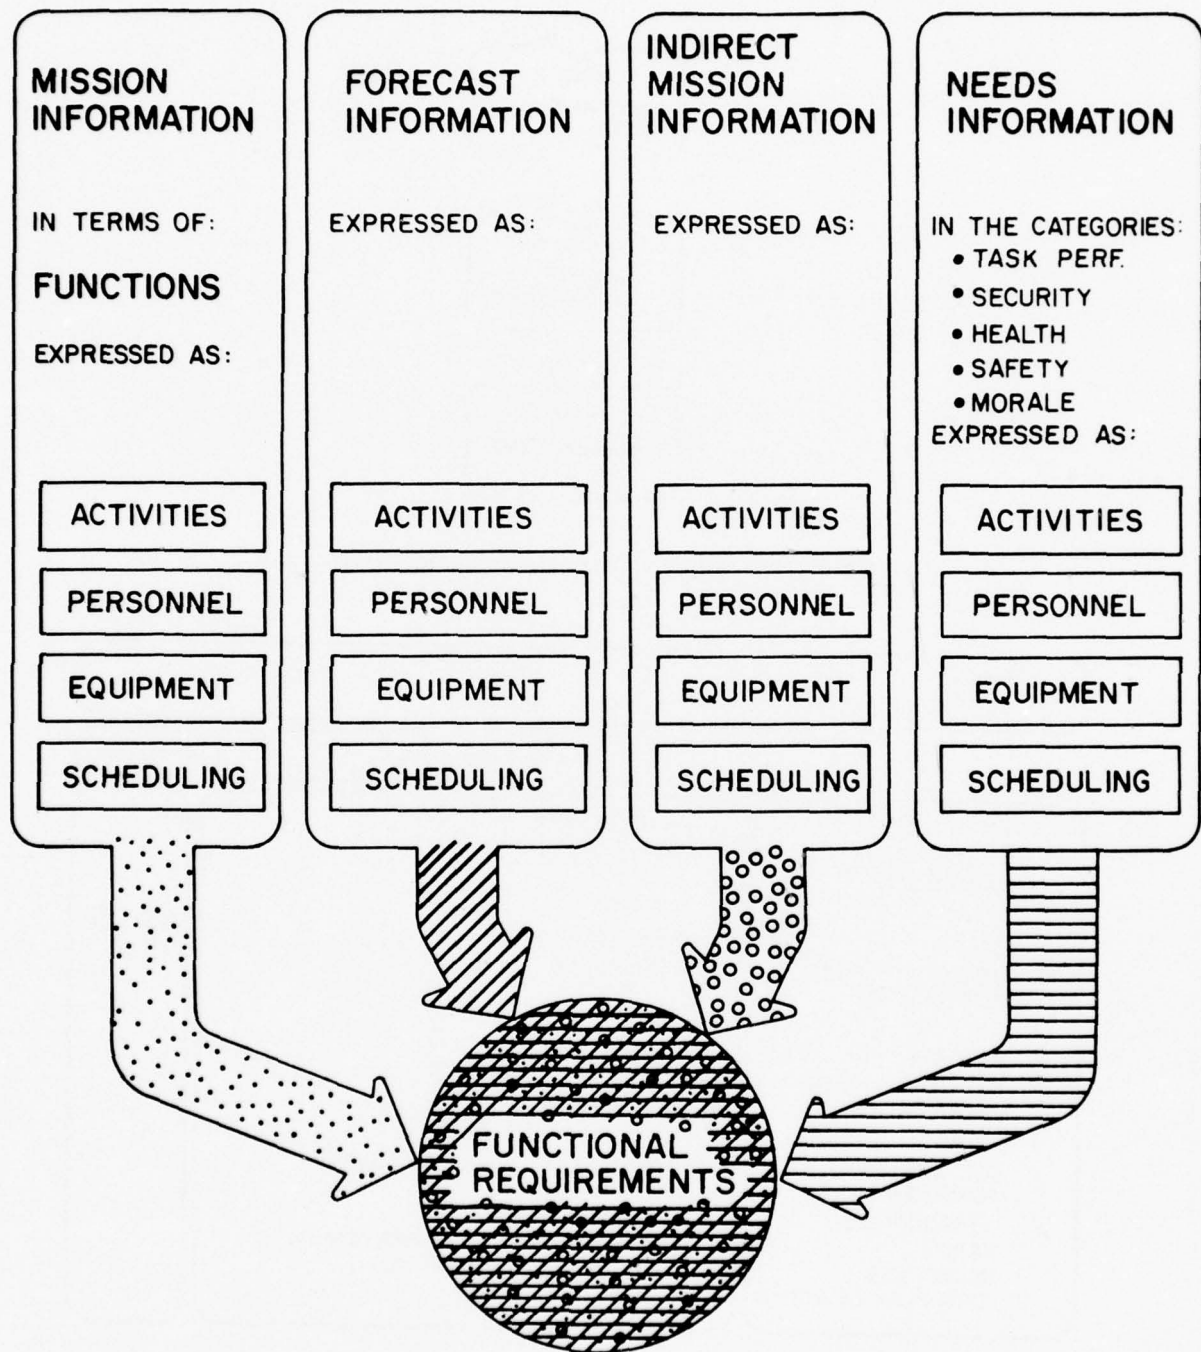 MISSION
INFORMATION
IN TERMS OF:
FUNCTIONS
EXPRESSED AS:
ACTIVITIES
PERSONNEL
EQUIPMENT
SCHEDULING
FORECAST
INFORMATION
EXPRESSED AS:
ACTIVITIES
PERSONNEL
EQUIPMENT
SCHEDULING
INDIRECT
MISSION
INFORMATION
EXPRESSED AS:
ACTIVITIES
PERSONNEL
EQUIPMENT
SCHEDULING
NEEDS
INFORMATION
IN THE CATEGORIES:
• TASK PERF.
• SECURITY
• HEALTH
• SAFETY
• MORALE
EXPRESSED AS:
ACTIVITIES
PERSONNEL
EQUIPMENT
SCHEDULING
FUNCTIONAL
REQUIREMENTS